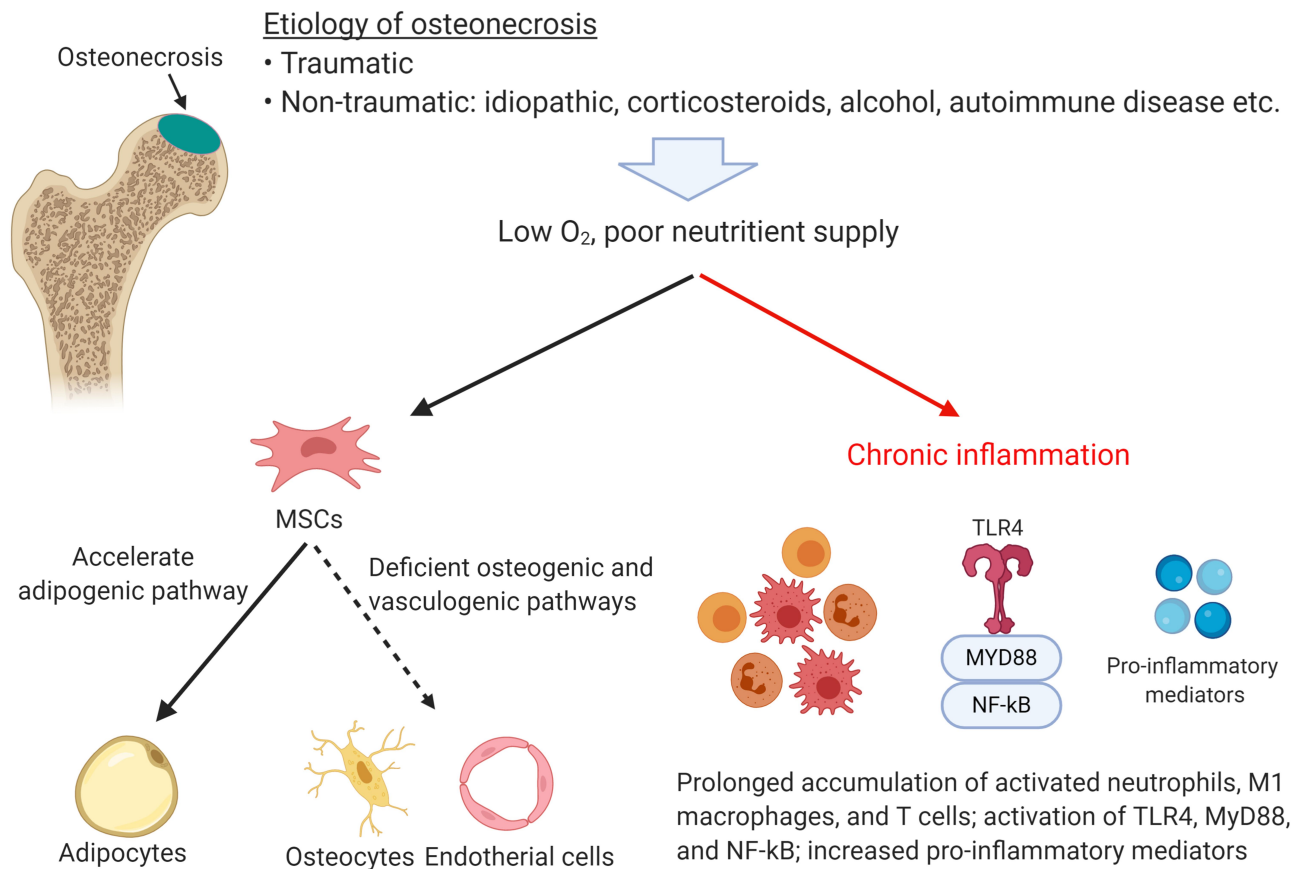 Etiology of osteonecrosis
• Traumatic
• Non-traumatic: idiopathic, corticosteroids, alcohol, autoimmune disease etc.
Osteonecrosis
Low O₂, poor neutritient supply
MSCs
Accelerate
adipogenic pathway
Deficient osteogenic and
vasculogenic pathways
Adipocytes
Osteocytes
Endotherial cells
Chronic inflammation
TLR4
MYD88
NF-kB
Pro-inflammatory
mediators
Prolonged accumulation of activated neutrophils, M1
macrophages, and T cells; activation of TLR4, MyD88,
and NF-kB; increased pro-inflammatory mediators